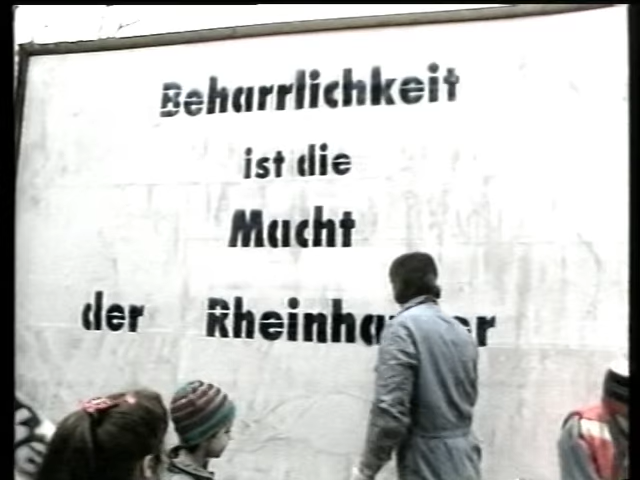 Beharrlichkeit
ist die
Macht
der